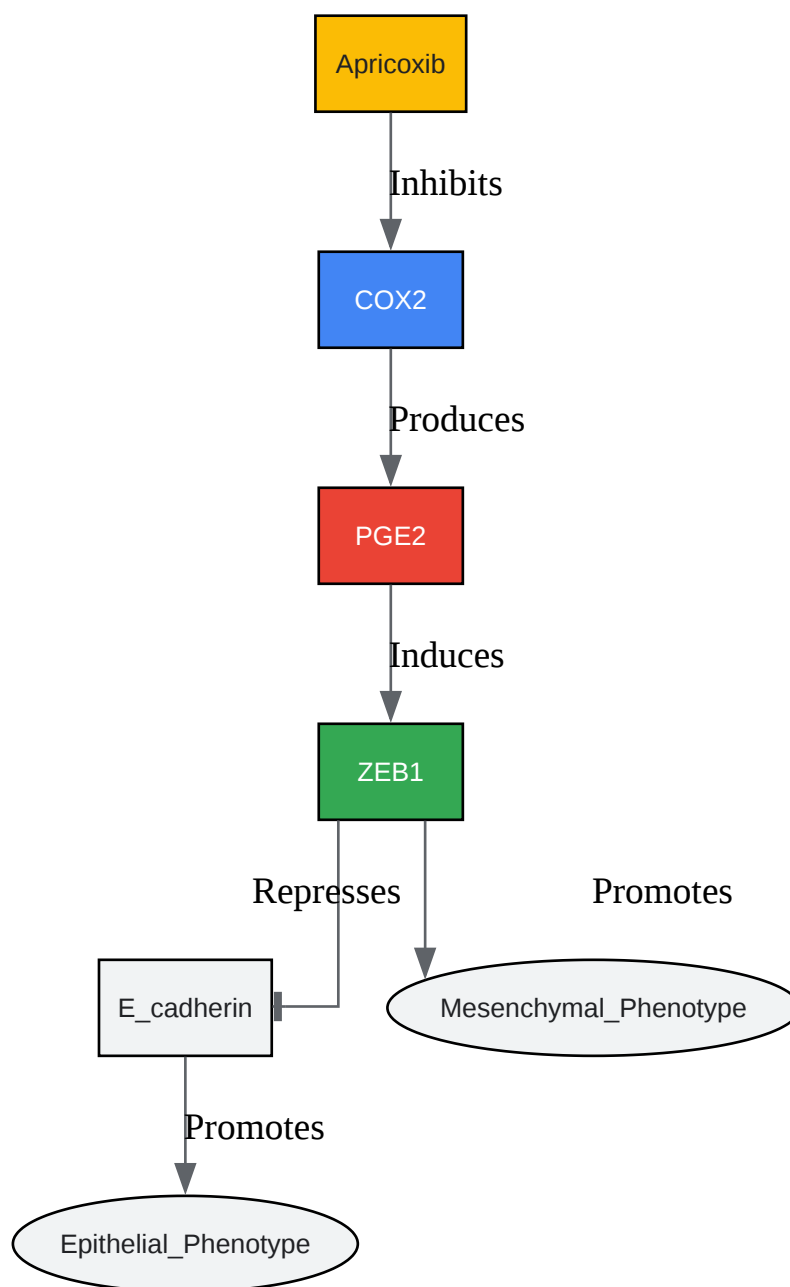 Apricoxib
Inhibits
COX2
Produces
PGE2
Induces
ZEB1
Represses
Promotes
E_cadherin
Mesenchymal_Phenotype
Promotes
Epithelial_Phenotype